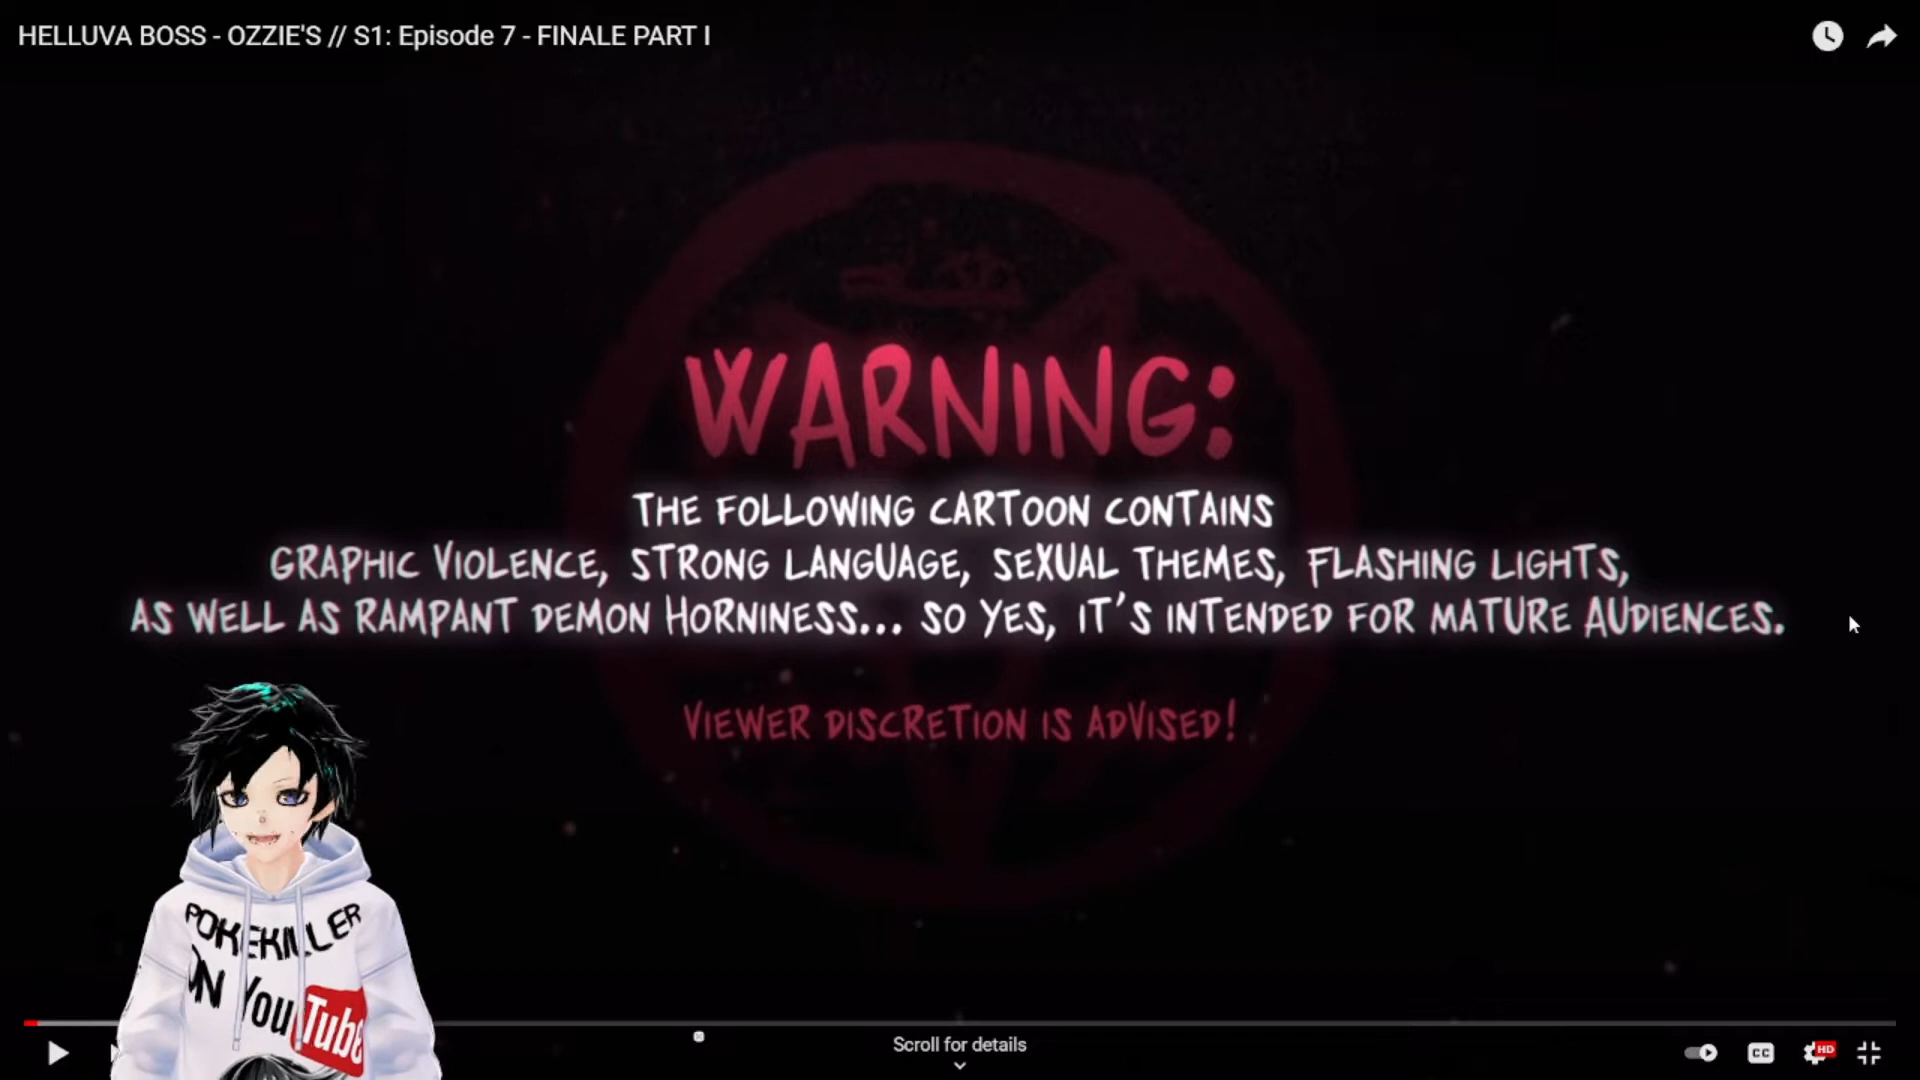 HELLUVA BOSS - OZZIE'S // S1: Episode 7 - FINALE PART I
WARNING:
THE FOLLOWING CARTOON CONTAINS
GRAPHIC VIOLENCE, STRONG LANGUAGE, SEXUAL THEMES, FLASHING LIGHTS,
AS WELL AS RAMPANT DEMON HORNINESS... SO YES, IT'S INTENDED FOR MATURE AUDIENCES.
VIEWER DISCRETION IS ADVISED!
POKEKILLER
ON YouTube
Scroll for details
CC
HD